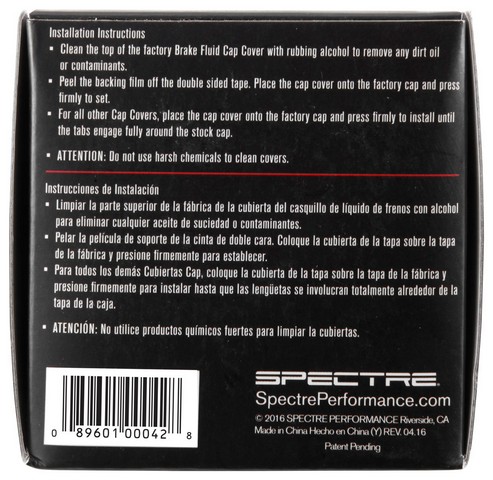 Installation Instructions
• Clean the top of the factory Brake Fluid Cap Cover with rubbing alcohol to remove any dirt oil
or contaminants.
• Peel the backing film off the double sided tape. Place the cap cover onto the factory cap and press
firmly to set.
• For all other Cap Covers, place the cap cover onto the factory cap and press firmly to install until
the tabs engage fully around the stock cap.
• ATTENTION: Do not use harsh chemicals to clean covers.
Instrucciones de Instalación
• Limpiar la parte superior de la fábrica de la cubierta del casquillo de líquido de frenos con alcohol
para eliminar cualquier aceite de suciedad o contaminantes.
• Pelar la película de soporte de la cinta de doble cara. Coloque la cubierta de la tapa sobre la tapa
de la fábrica y presione firmemente para establecer.
• Para todos los demás Cubiertas Cap, coloque la cubierta de la tapa sobre la tapa de la fábrica y
presione firmemente para instalar hasta que las lengüetas se involucran totalmente alrededor de la
tapa de la caja.
• ATENCIÓN: No utilice productos químicos fuertes para limpiar la cubiertas.
SPECTRE
SpectrePerformance.com
© 2016 SPECTRE PERFORMANCE Riverside, CA
Made in China Hecho en China (Y) REV. 04.16
Patent Pending
0 89601 00042 8